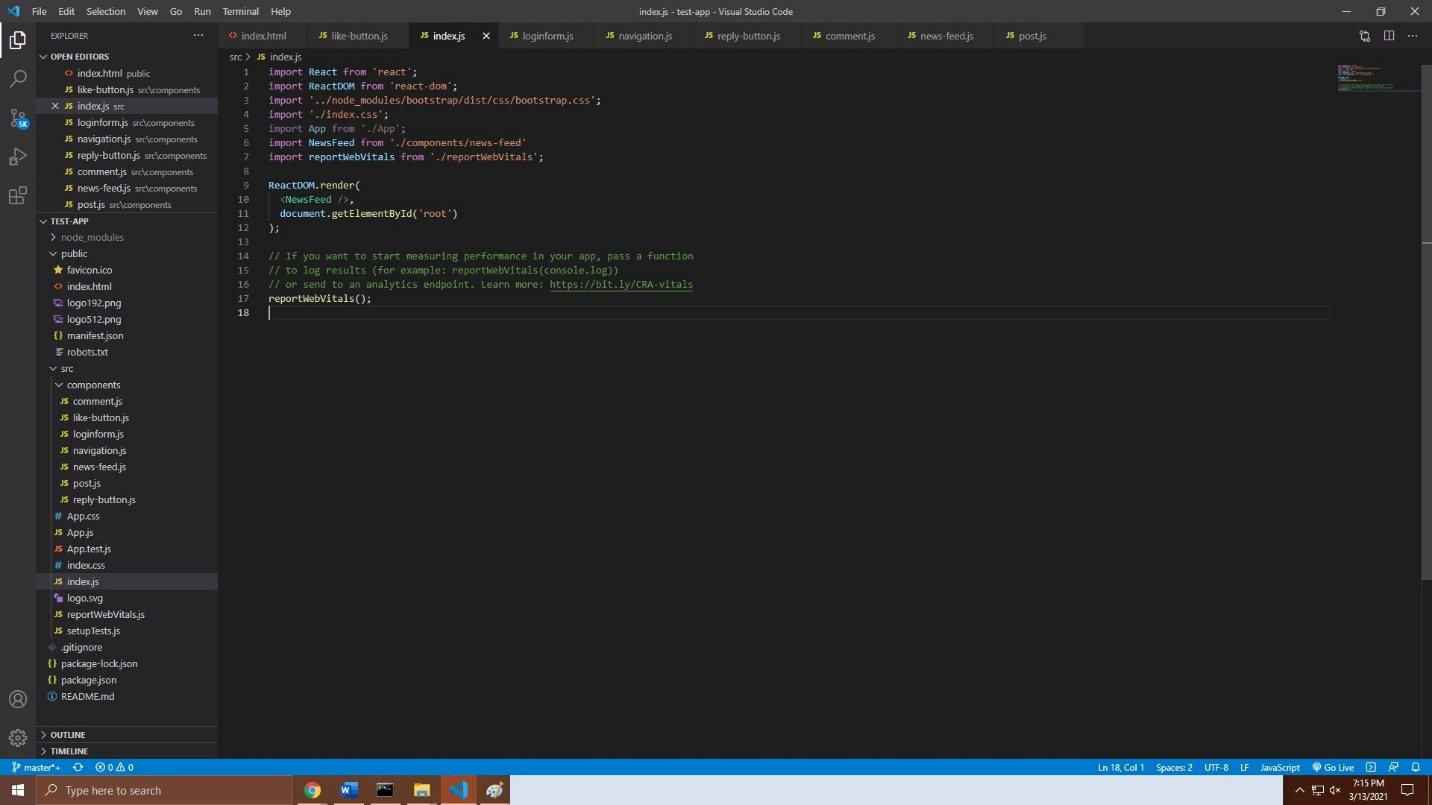 File Edit Selection View Go Run Terminal Help
index.js - test-app - Visual Studio Code
EXPLORER
OPEN EDITORS
index.html public
like-button.js src\components
index.js src
loginform.js src\components
navigation.js src\components
reply-button.js src\components
comment.js src\components
news-feed.js src\components
post.js src\components
TEST-APP
node_modules
public
favicon.ico
index.html
logo192.png
logo512.png
manifest.json
robots.txt
src
components
comment.js
like-button.js
loginform.js
navigation.js
news-feed.js
post.js
reply-button.js
App.css
App.js
App.test.js
index.css
index.js
logo.svg
reportWebVitals.js
setupTests.js
.gitignore
package-lock.json
package.json
README.md
OUTLINE
TIMELINE
index.html like-button.js index.js loginform.js navigation.js reply-button.js comment.js news-feed.js post.js
src > index.js
1 import React from 'react';
2 import ReactDOM from 'react-dom';
3 import '../node_modules/bootstrap/dist/css/bootstrap.css';
4 import './index.css';
5 import App from './App';
6 import NewsFeed from './components/news-feed'
7 import reportWebVitals from './reportWebVitals';
8
9 ReactDOM.render(
10 <NewsFeed />,
11 document.getElementById('root')
12 );
13
14 // If you want to start measuring performance in your app, pass a function
15 // to log results (for example: reportWebVitals(console.log))
16 // or send to an analytics endpoint. Learn more: https://bit.ly/CRA-vitals
17 reportWebVitals();
18
master*+ 0 0 Ln 18, Col 1 Spaces: 2 UTF-8 LF JavaScript Go Live
Type here to search
7:15 PM
3/13/2021